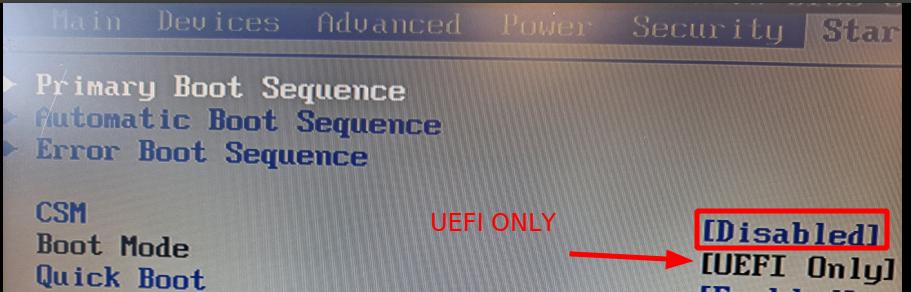 Main Devices Advanced Power Security Star
Primary Boot Sequence
Automatic Boot Sequence
Error Boot Sequence
CSM [Disabled]
UEFI ONLY
Boot Mode [UEFI Only]
Quick Boot